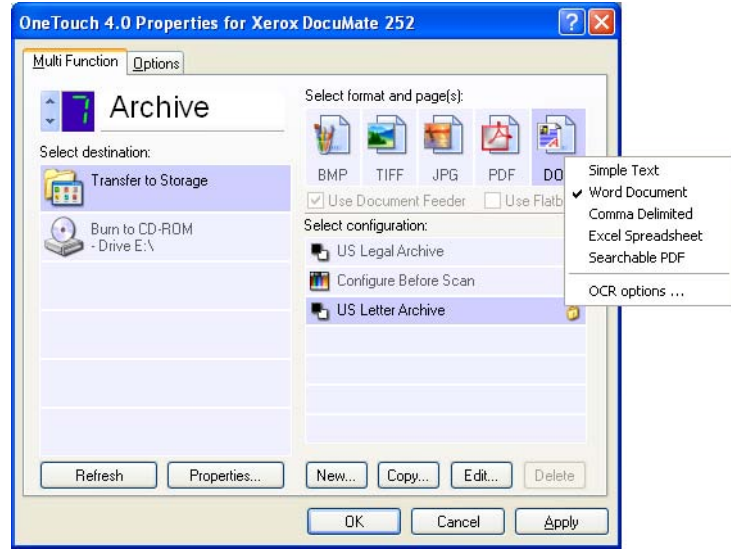 OneTouch 4.0 Properties for Xerox DocuMate 252
Multi Function
Options
7
Archive
Select destination:
Transfer to Storage
Burn to CD-ROM
- Drive E:\
Refresh
Properties...
Select format and page(s):
BMP
TIFF
JPG
PDF
DO
Use Document Feeder
Use Flatb
Select configuration:
US Legal Archive
Configure Before Scan
US Letter Archive
New...
Copy...
Edit...
Delete
Simple Text
Word Document
Comma Delimited
Excel Spreadsheet
Searchable PDF
OCR options ...
OK
Cancel
Apply